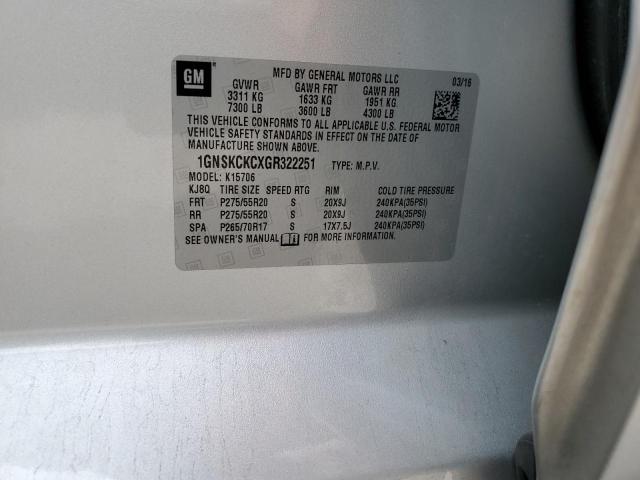 GM
MFD BY GENERAL MOTORS LLC 03/16
GVWR GAWR FRT GAWR RR
3311 KG 1633 KG 1951 KG
7300 LB 3600 LB 4300 LB
THIS VEHICLE CONFORMS TO ALL APPLICABLE U.S. FEDERAL MOTOR
VEHICLE SAFETY STANDARDS IN EFFECT ON THE DATE OF
MANUFACTURE SHOWN ABOVE.
1GNSKCKCXGR322251 TYPE: M.P.V.
MODEL: K15706
KJ8Q TIRE SIZE SPEED RTG RIM COLD TIRE PRESSURE
FRT P275/55R20 S 20X9J 240KPA(35PSI)
RR P275/55R20 S 20X9J 240KPA(35PSI)
SPA P265/70R17 S 17X7.5J 240KPA(35PSI)
SEE OWNER'S MANUAL FOR MORE INFORMATION.